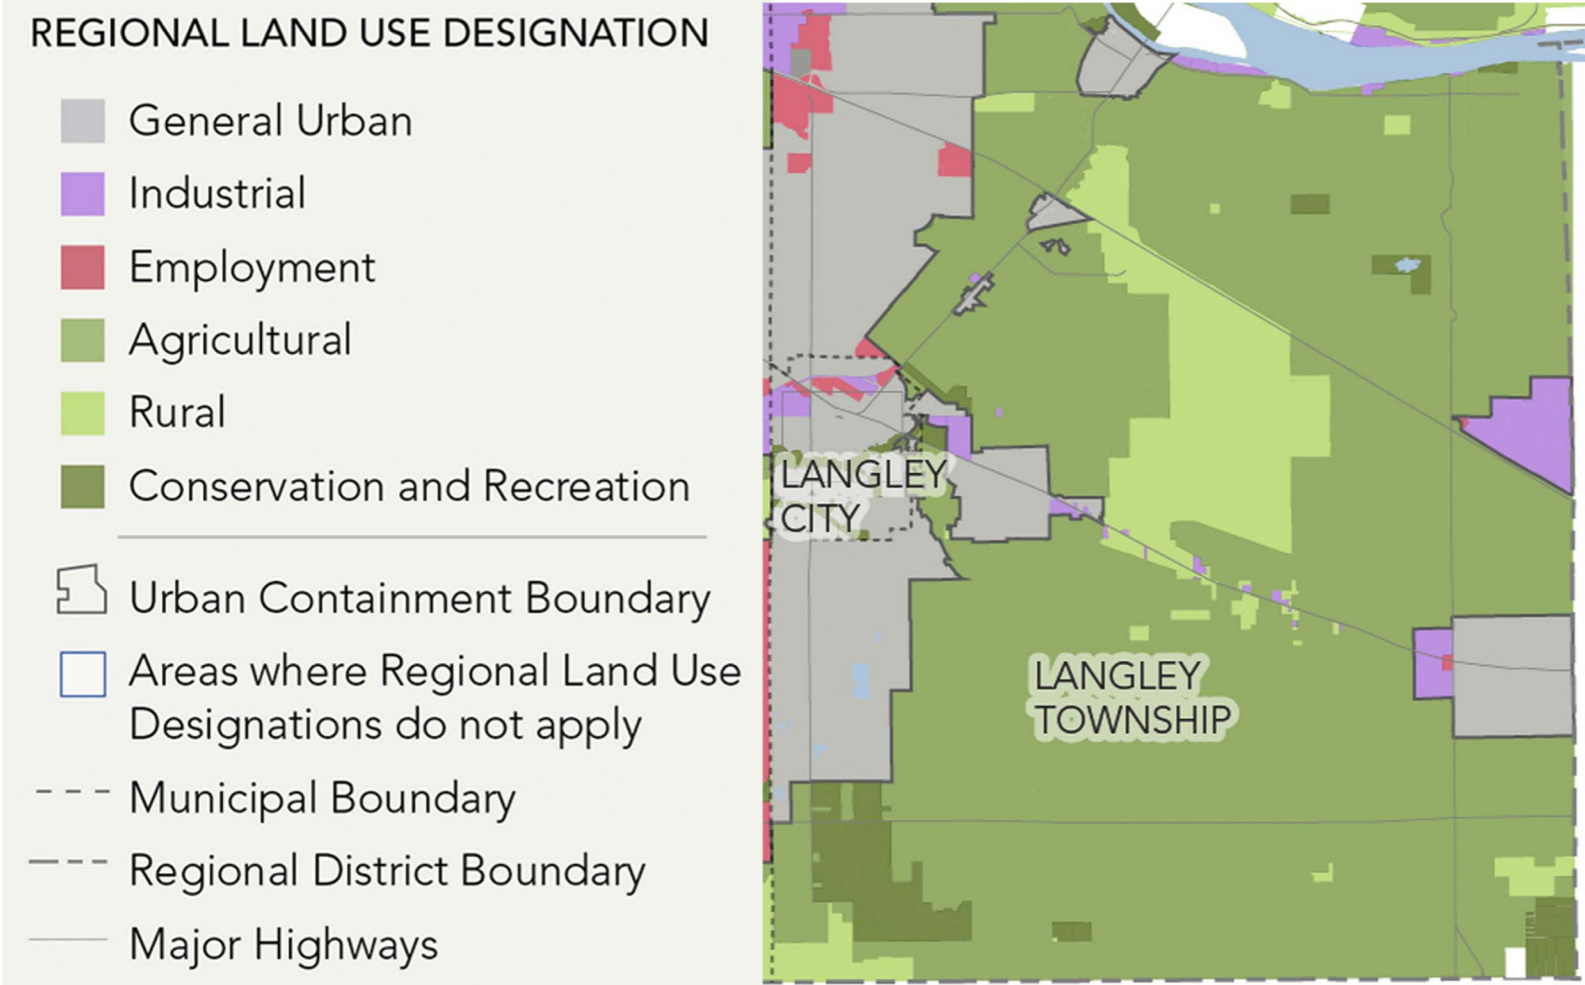 REGIONAL LAND USE DESIGNATION
General Urban
Industrial
Employment
Agricultural
Rural
Conservation and Recreation
Urban Containment Boundary
Areas where Regional Land Use
Designations do not apply
Municipal Boundary
Regional District Boundary
Major Highways
LANGLEY
CITY
LANGLEY
TOWNSHIP